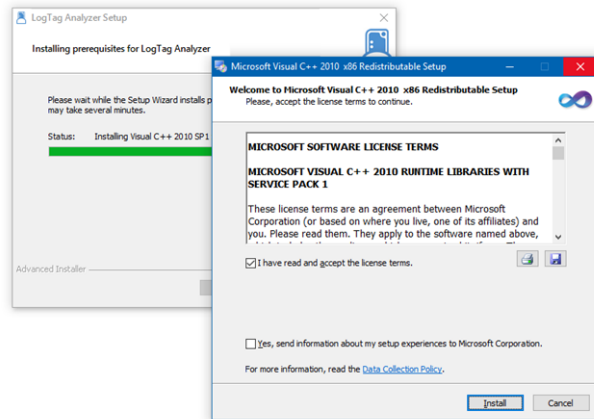 LogTag Analyzer Setup
Installing prerequisites for LogTag Analyzer
Please wait while the Setup Wizard installs p
may take several minutes.
Status: Installing Visual C++ 2010 SP1
Advanced Installer
Microsoft Visual C++ 2010 x86 Redistributable Setup
Welcome to Microsoft Visual C++ 2010 x86 Redistributable Setup
Please, accept the license terms to continue.
MICROSOFT SOFTWARE LICENSE TERMS
MICROSOFT VISUAL C++ 2010 RUNTIME LIBRARIES WITH
SERVICE PACK 1
These license terms are an agreement between Microsoft
Corporation (or based on where you live, one of its affiliates) and
you. Please read them. They apply to the software named above,
I have read and accept the license terms.
Yes, send information about my setup experiences to Microsoft Corporation.
For more information, read the Data Collection Policy.
Install Cancel